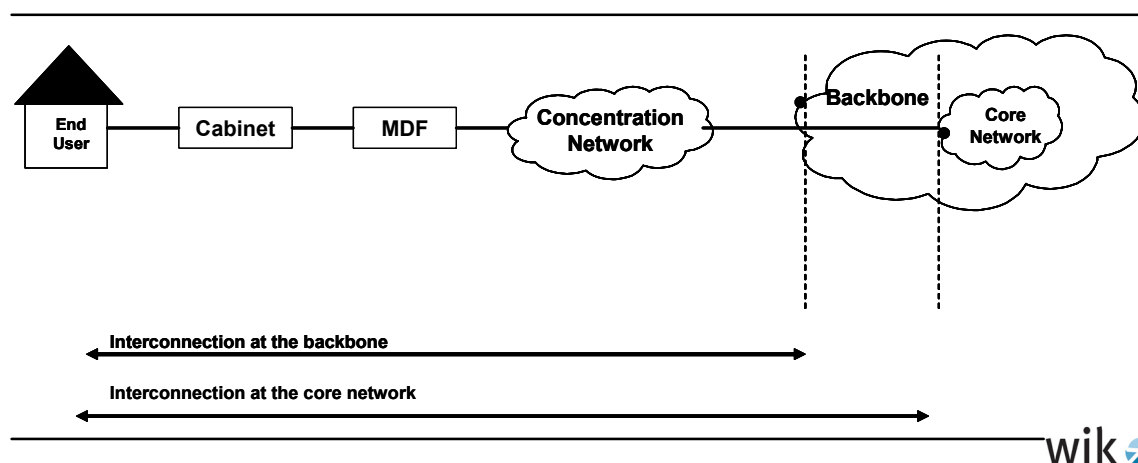 End
User
Cabinet
MDF
Concentration
Network
Backbone
Core
Network
Interconnection at the backbone
Interconnection at the core network
wik